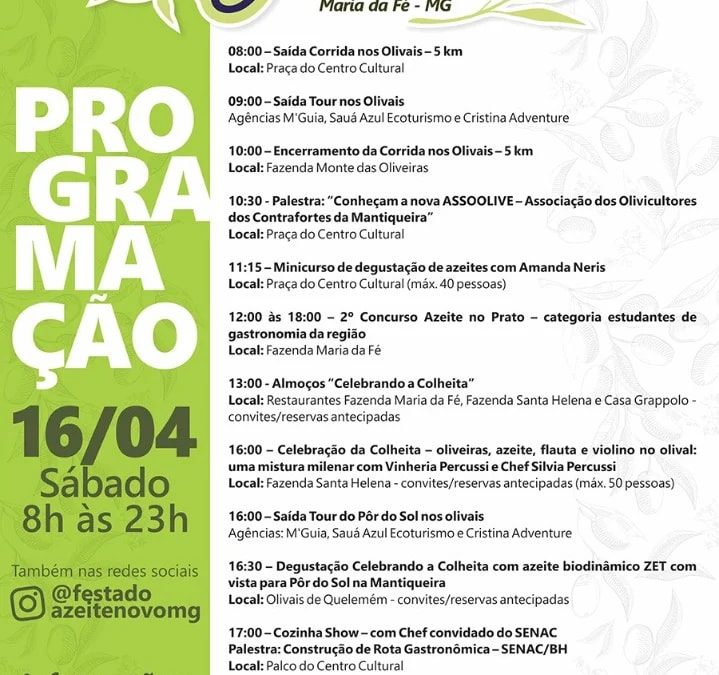 Maria da Fé - MG
PRO
GRA
MA
ÇÃO
16/04
Sábado
8h às 23h
Também nas redes sociais
@festado
azeitenovomg
08:00 – Saída Corrida nos Olivais – 5 km
Local: Praça do Centro Cultural
09:00 – Saída Tour nos Olivais
Agências M'Guia, Sauá Azul Ecoturismo e Cristina Adventure
10:00 – Encerramento da Corrida nos Olivais – 5 km
Local: Fazenda Monte das Oliveiras
10:30 - Palestra: “Conheçam a nova ASSOOLIVE – Associação dos Olivicultores
dos Contrafortes da Mantiqueira”
Local: Praça do Centro Cultural
11:15 – Minicurso de degustação de azeites com Amanda Neris
Local: Praça do Centro Cultural (máx. 40 pessoas)
12:00 às 18:00 – 2º Concurso Azeite no Prato – categoria estudantes de
gastronomia da região
Local: Fazenda Maria da Fé
13:00 - Almoços “Celebrando a Colheita”
Local: Restaurantes Fazenda Maria da Fé, Fazenda Santa Helena e Casa Grappolo -
convites/reservas antecipadas
16:00 – Celebração da Colheita – oliveiras, azeite, flauta e violino no olival:
uma mistura milenar com Vinheria Percussi e Chef Silvia Percussi
Local: Fazenda Santa Helena - convites/reservas antecipadas (máx. 50 pessoas)
16:00 – Saída Tour do Pôr do Sol nos olivais
Agências: M'Guia, Sauá Azul Ecoturismo e Cristina Adventure
16:30 – Degustação Celebrando a Colheita com azeite biodinâmico ZET com
vista para Pôr do Sol na Mantiqueira
Local: Olivais de Quelemém - convites/reservas antecipadas
17:00 – Cozinha Show – com Chef convidado do SENAC
Palestra: Construção de Rota Gastronômica – SENAC/BH
Local: Palco do Centro Cultural